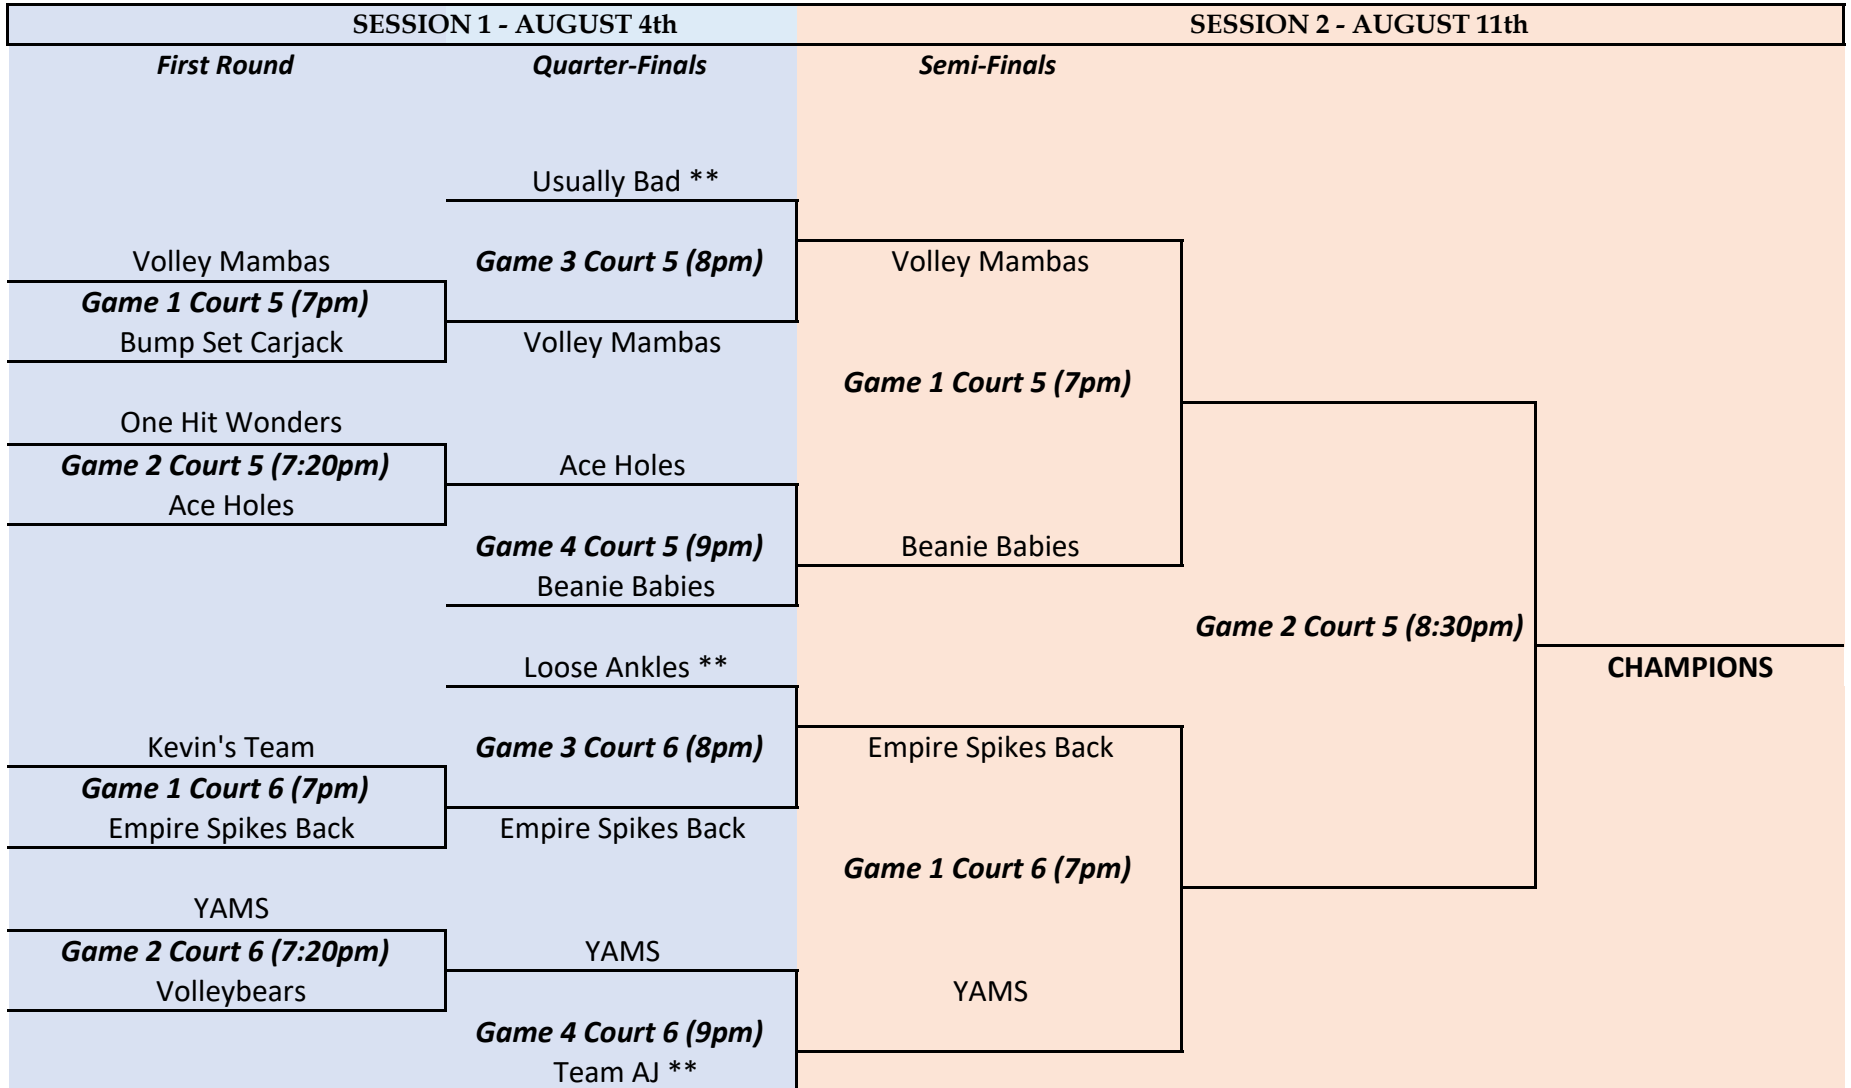 SESSION 1 - AUGUST 4th
SESSION 2 - AUGUST 11th
First Round
Quarter-Finals
Semi-Finals
Usually Bad **
Volley Mambas
Game 3 Court 5 (8pm)
Volley Mambas
Game 1 Court 5 (7pm)
Bump Set Carjack
Volley Mambas
Game 1 Court 5 (7pm)
One Hit Wonders
Game 2 Court 5 (7:20pm)
Ace Holes
Ace Holes
Game 4 Court 5 (9pm)
Beanie Babies
Beanie Babies
Game 2 Court 5 (8:30pm)
Loose Ankles **
CHAMPIONS
Kevin's Team
Game 3 Court 6 (8pm)
Empire Spikes Back
Game 1 Court 6 (7pm)
Empire Spikes Back
Empire Spikes Back
Game 1 Court 6 (7pm)
YAMS
Game 2 Court 6 (7:20pm)
YAMS
Volleybears
YAMS
Game 4 Court 6 (9pm)
Team AJ **